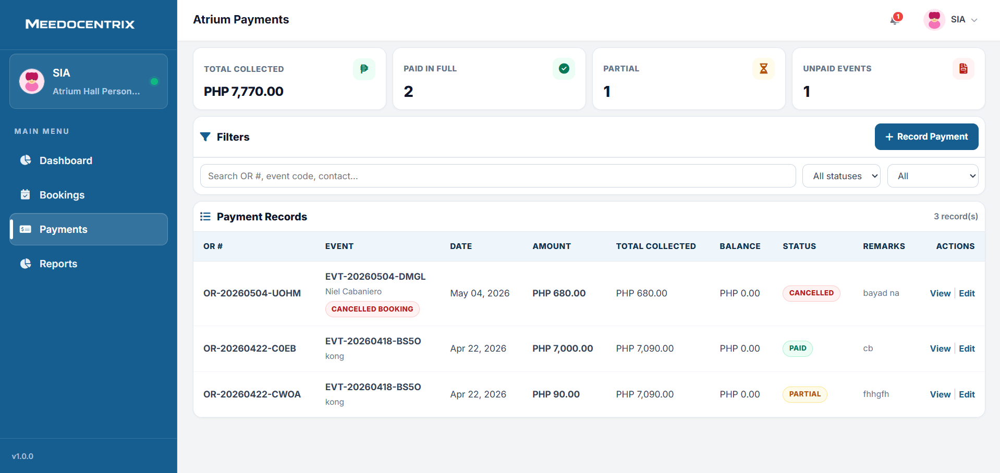 MEEDOCENTRIX
SIA
Atrium Hall Person...
MAIN MENU
Dashboard
Bookings
Payments
Reports
v1.0.0
Atrium Payments
1
SIA
TOTAL COLLECTED
PHP 7,770.00
PAID IN FULL
2
PARTIAL
1
UNPAID EVENTS
1
Filters
+ Record Payment
Search OR #, event code, contact...
All statuses
All
Payment Records
3 record(s)
OR # EVENT DATE AMOUNT TOTAL COLLECTED BALANCE STATUS REMARKS ACTIONS
OR-20260504-UOHM EVT-20260504-DMGL May 04, 2026 PHP 680.00 PHP 680.00 PHP 0.00 CANCELLED bayad na View Edit
Niel Cabaniero
CANCELLED BOOKING
OR-20260422-C0EB EVT-20260418-BS5O Apr 22, 2026 PHP 7,000.00 PHP 7,090.00 PHP 0.00 PAID cb View Edit
kong
OR-20260422-CWOA EVT-20260418-BS5O Apr 22, 2026 PHP 90.00 PHP 7,090.00 PHP 0.00 PARTIAL fhhgfh View Edit
kong